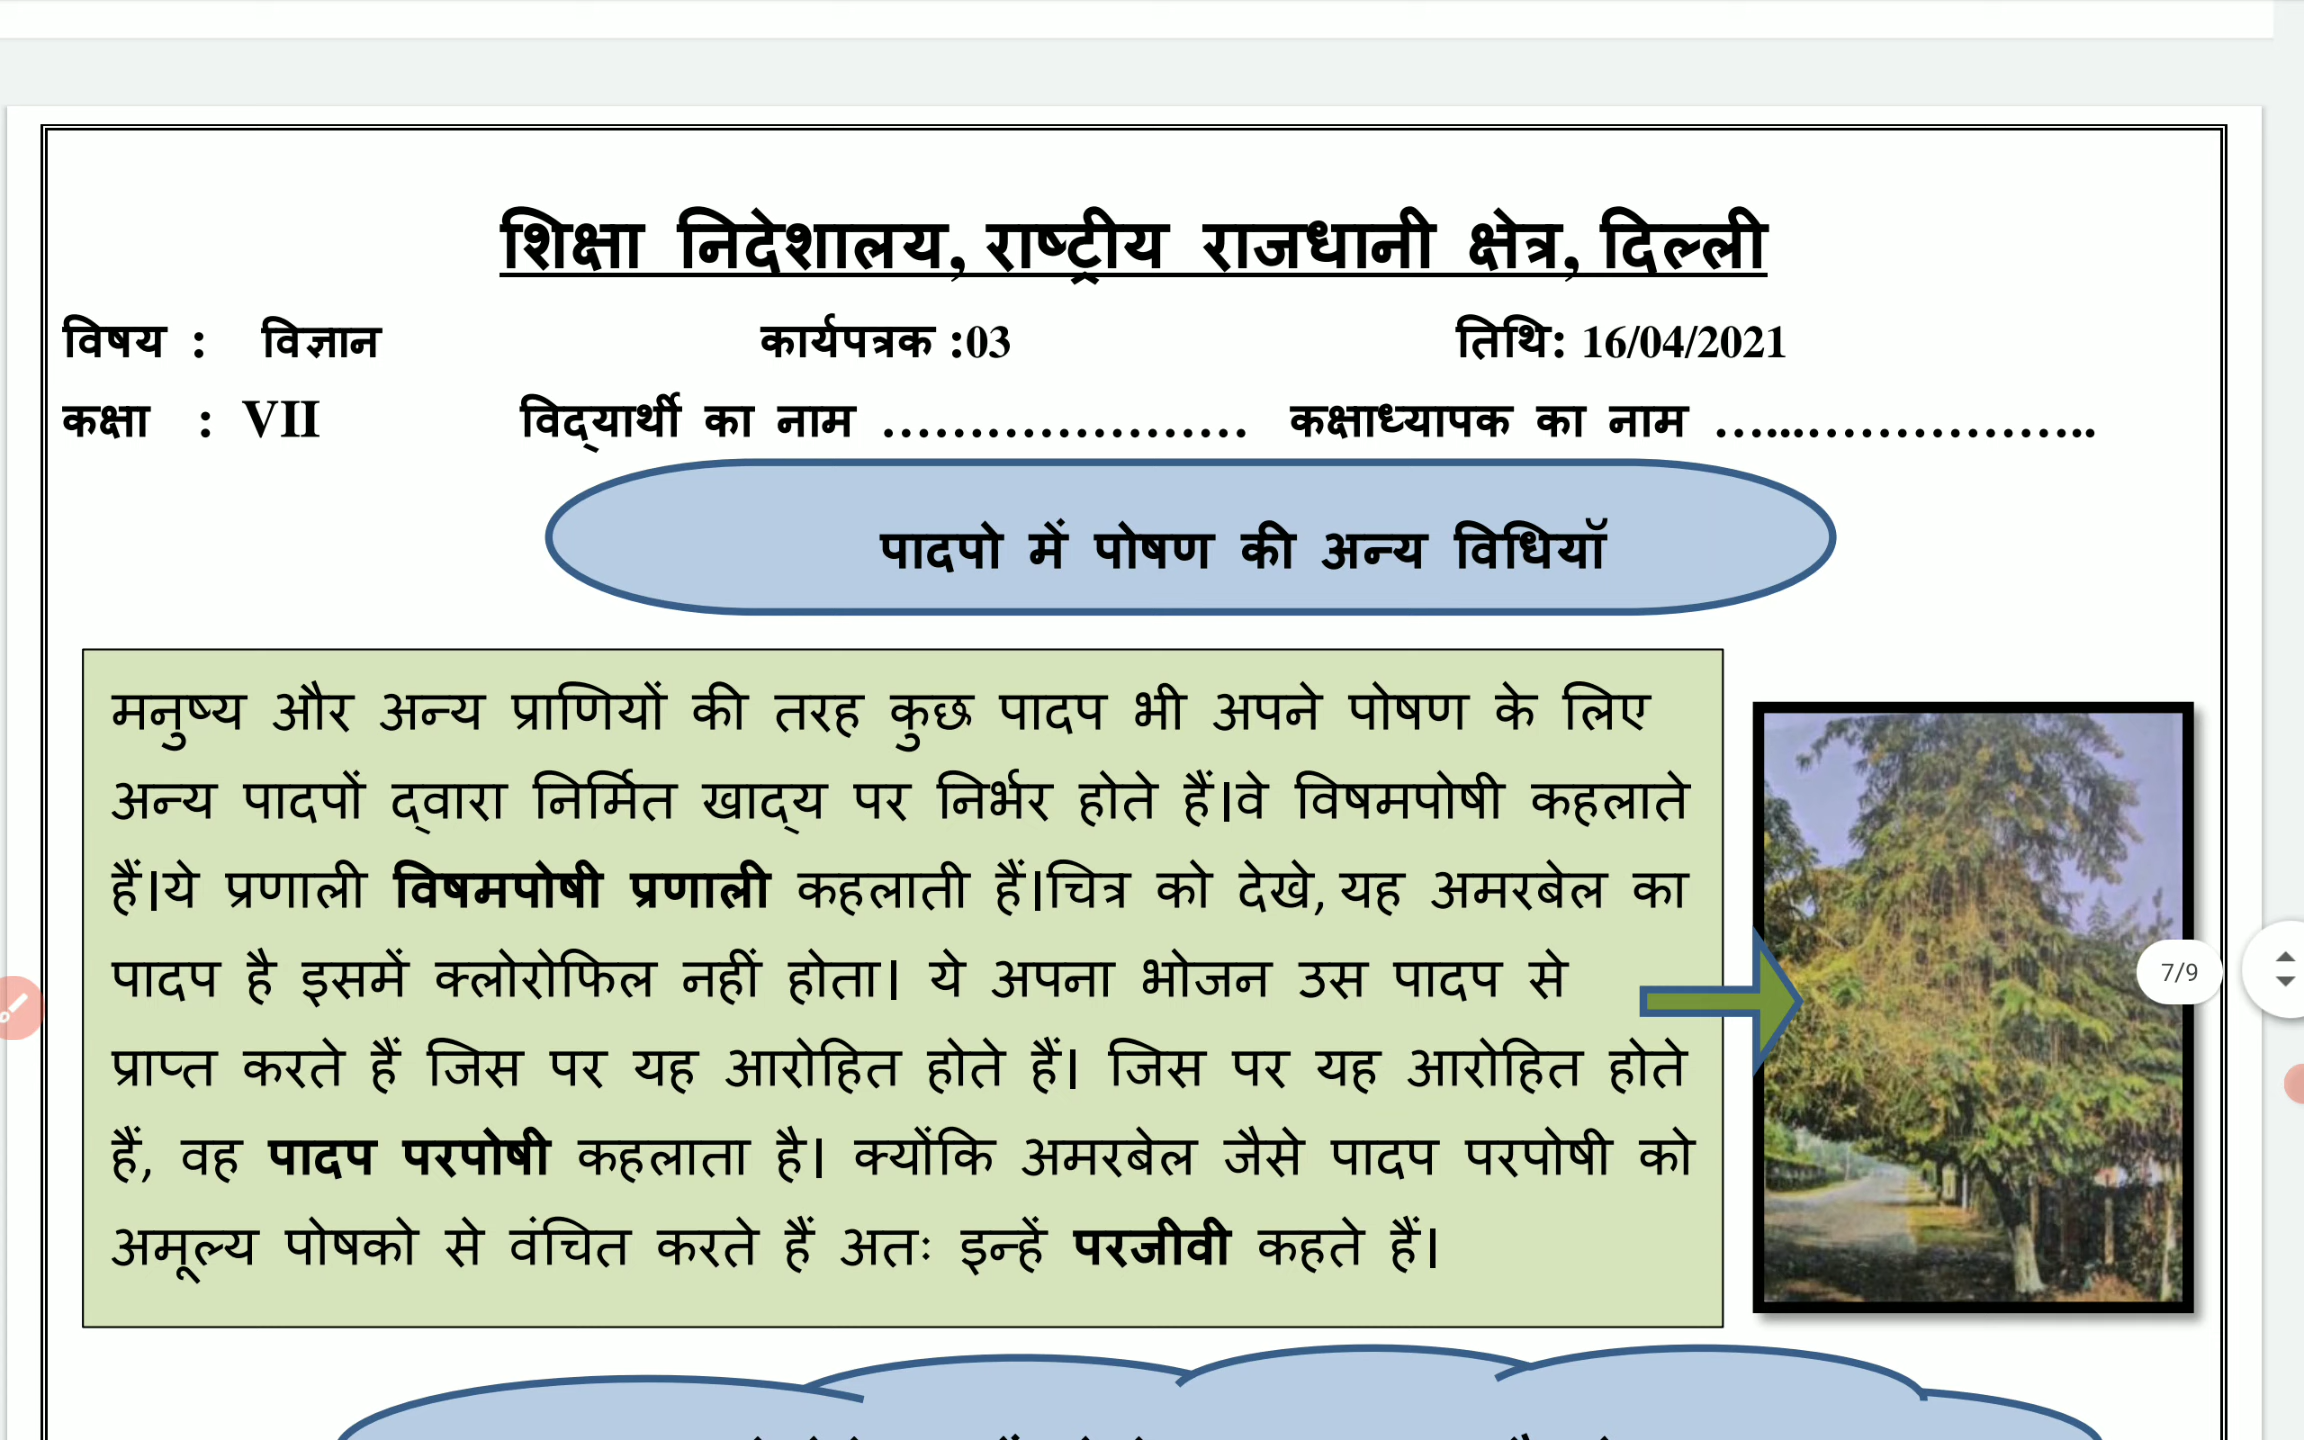 शिक्षा निदेशालय, राष्ट्रीय राजधानी क्षेत्र, दिल्ली
विषय : विज्ञान कार्यपत्रक :03 तिथि: 16/04/2021
कक्षा : VII विद्‌यार्थी का नाम ………………… कक्षाध्यापक का नाम …...……………..
पादपो में पोषण की अन्य विधियॉ
मनुष्य और अन्य प्राणियों की तरह कुछ पादप भी अपने पोषण के लिए
अन्य पादपों द्‌वारा निर्मित खाद्‌य पर निर्भर होते हैं।वे विषमपोषी कहलाते
हैं।ये प्रणाली विषमपोषी प्रणाली कहलाती हैं।चित्र को देखे, यह अमरबेल का
पादप है इसमें क्लोरोफिल नहीं होता। ये अपना भोजन उस पादप से
प्राप्त करते हैं जिस पर यह आरोहित होते हैं। जिस पर यह आरोहित होते
हैं, वह पादप परपोषी कहलाता है। क्योंकि अमरबेल जैसे पादप परपोषी को
अमूल्य पोषको से वंचित करते हैं अतः इन्हें परजीवी कहते हैं।
7/9